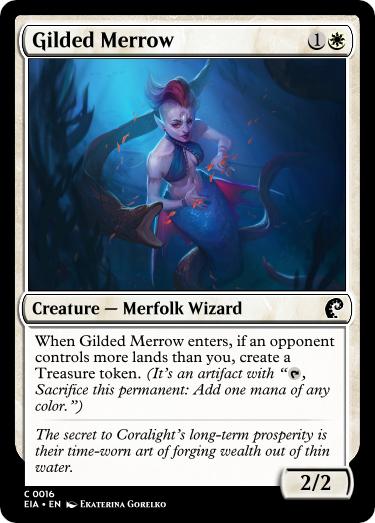 Gilded Merrow 1
Creature — Merfolk Wizard
When Gilded Merrow enters, if an opponent
controls more lands than you, create a
Treasure token. (It's an artifact with “,
Sacrifice this permanent: Add one mana of any
color.”)
The secret to Coralight's long-term prosperity is
their time-worn art of forging wealth out of thin
water.
2/2
C 0016
EIA • EN Ekaterina Gorelko